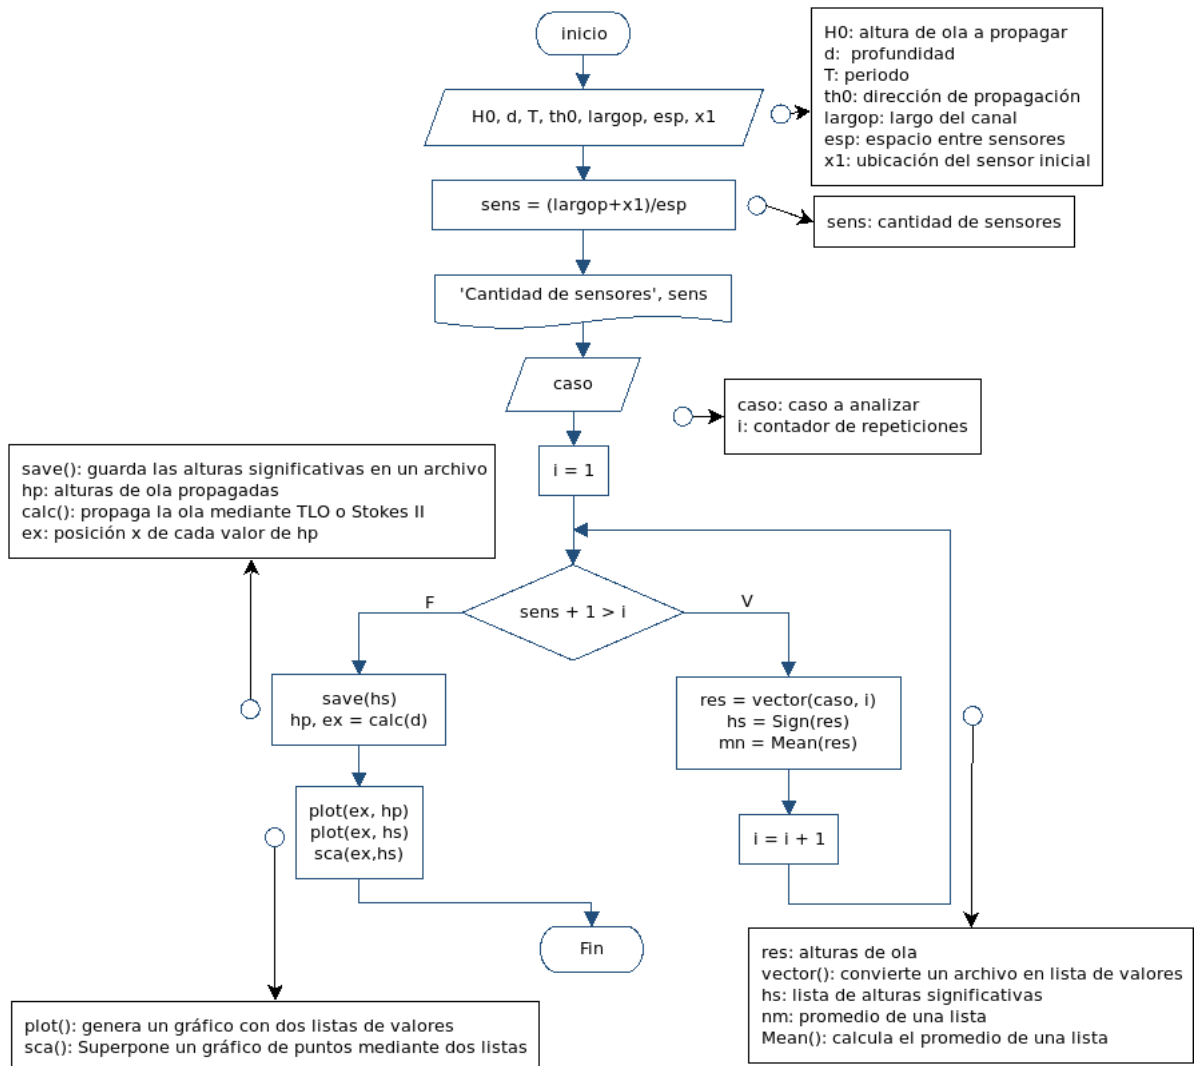 inicio
H0, d, T, th0, largop, esp, x1
H0: altura de ola a propagar
d:  profundidad
T: periodo
th0: dirección de propagación
largop: largo del canal
esp: espacio entre sensores
x1: ubicación del sensor inicial
sens = (largop+x1)/esp
sens: cantidad de sensores
'Cantidad de sensores', sens
caso
caso: caso a analizar
i: contador de repeticiones
i = 1
save(): guarda las alturas significativas en un archivo
hp: alturas de ola propagadas
calc(): propaga la ola mediante TLO o Stokes II
ex: posición x de cada valor de hp
sens + 1 > i
F
V
save(hs)
hp, ex = calc(d)
res = vector(caso, i)
hs = Sign(res)
mn = Mean(res)
plot(ex, hp)
plot(ex, hs)
sca(ex,hs)
i = i + 1
Fin
res: alturas de ola
vector(): convierte un archivo en lista de valores
hs: lista de alturas significativas
nm: promedio de una lista
Mean(): calcula el promedio de una lista
plot(): genera un gráfico con dos listas de valores
sca(): Superpone un gráfico de puntos mediante dos listas